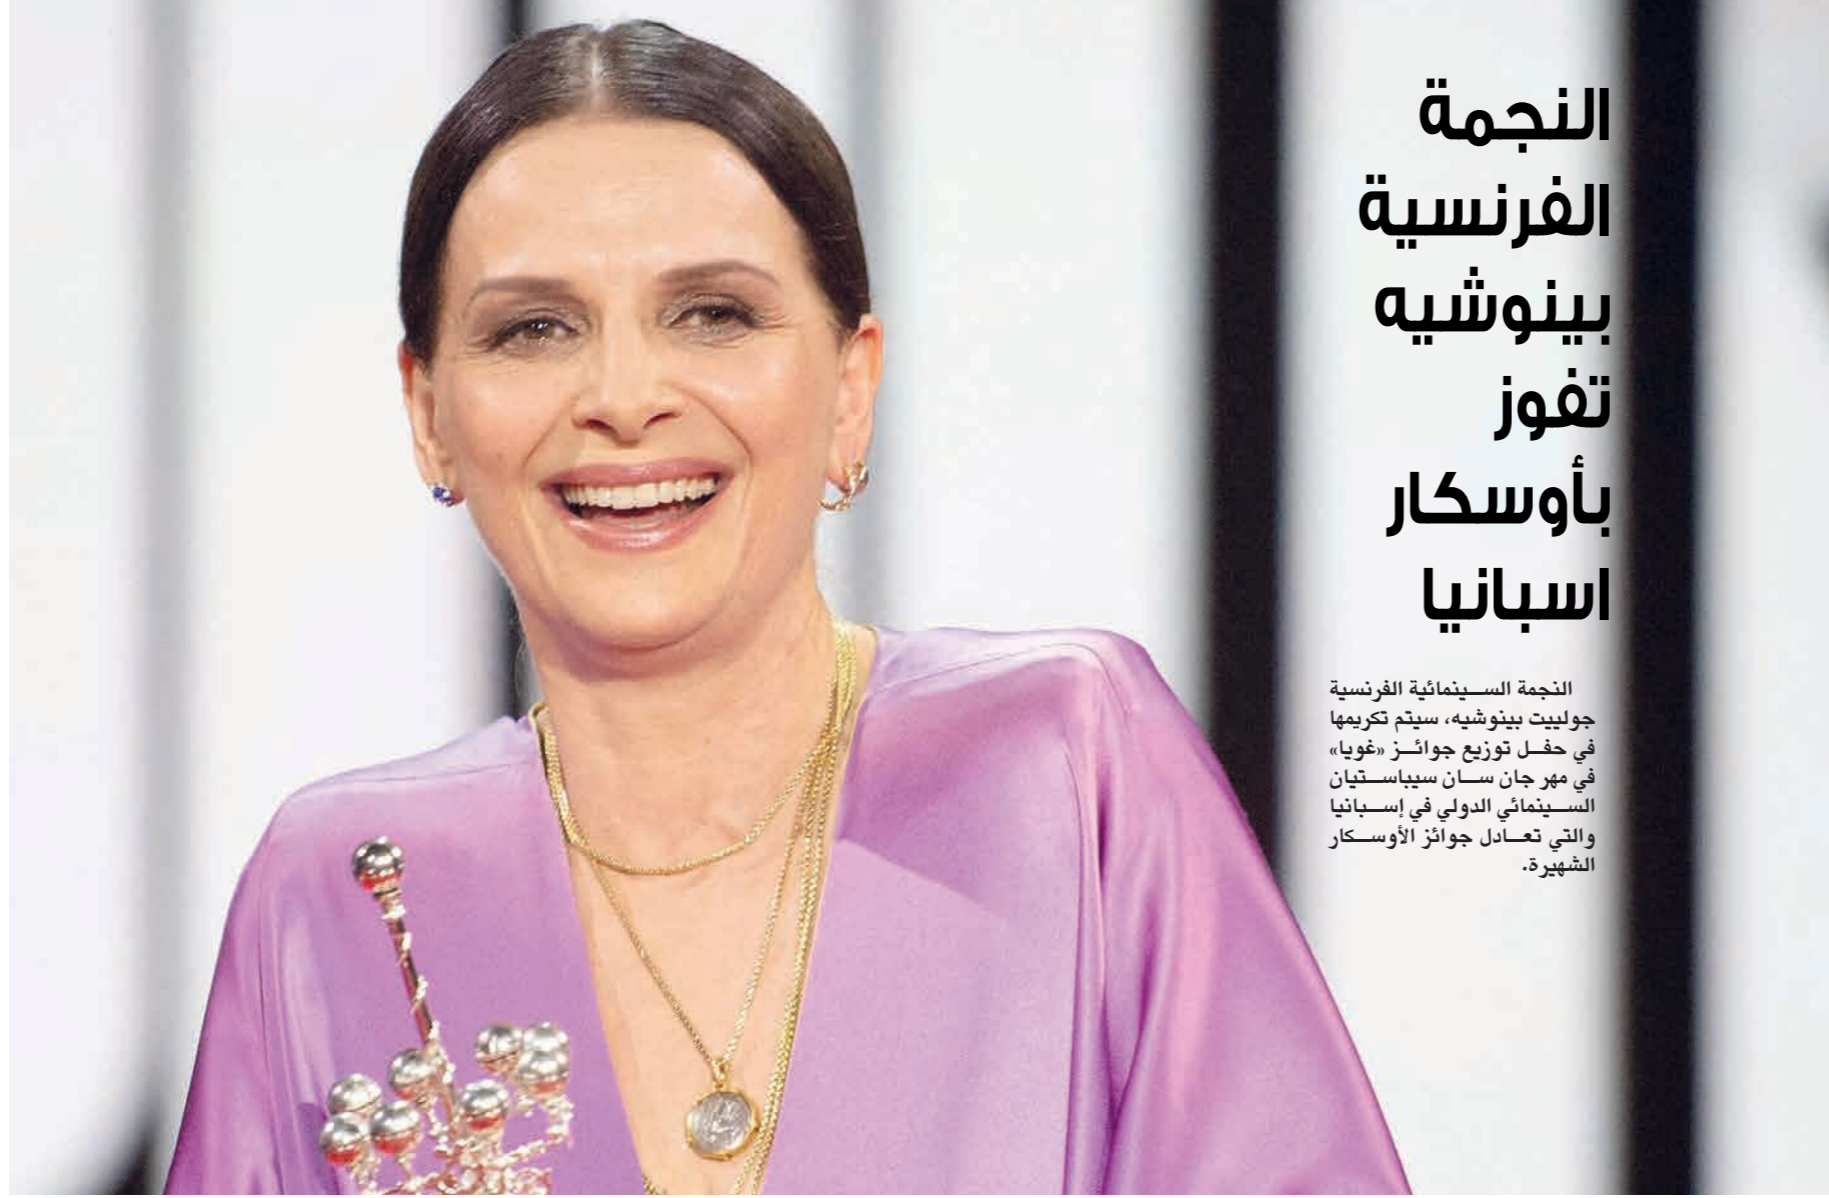 النجمة
الفرنسية
بينوشيه
تفوز
بأوسكار
اسبانيا
النجمة السـينمائية الفرنسية
جولييت بينوشيه، سيتم تكريمها
في حفـل توزيع جوائـز «غويا»
في مهر جان سـان سيباسـتيان
السـينمائي الدولي في إسـبانيا
والتي تعـادل جوائز الأوسـكار
الشهيرة.